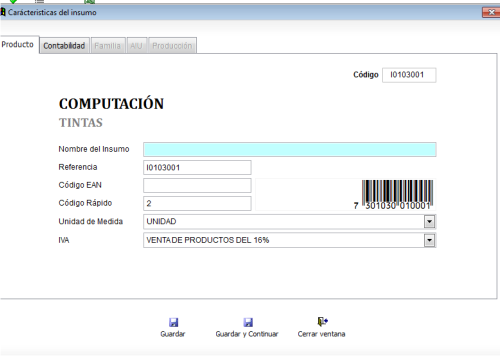 Carácterísticas del insumo
Producto Contabilidad Familia AIU Producción
Código I0103001
COMPUTACIÓN
TINTAS
Nombre del Insumo
Referencia I0103001
Código EAN
Código Rápido 2
7 301030 010001
Unidad de Medida UNIDAD
IVA VENTA DE PRODUCTOS DEL 16%
Guardar Guardar y Continuar Cerrar ventana